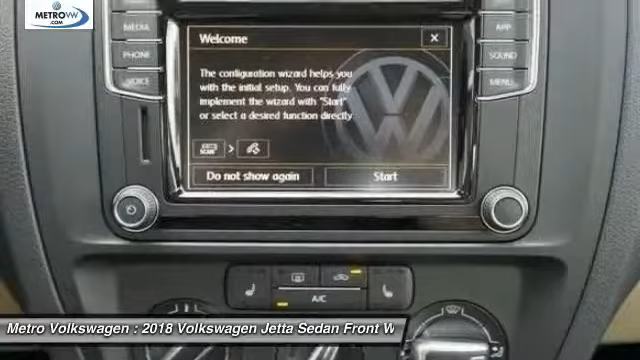 METROVW
.COM
RADIO
MEDIA
PHONE
VOICE
Welcome
The configuration wizard helps you
with the initial setup. You can fully
implement the wizard with "Start"
or select a desired function directly
Do not show again
Start
APP
SOUND
MENU
A/C
Metro Volkswagen : 2018 Volkswagen Jetta Sedan Front W